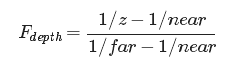 F_depth = (1/z − 1/near) / (1/far − 1/near)